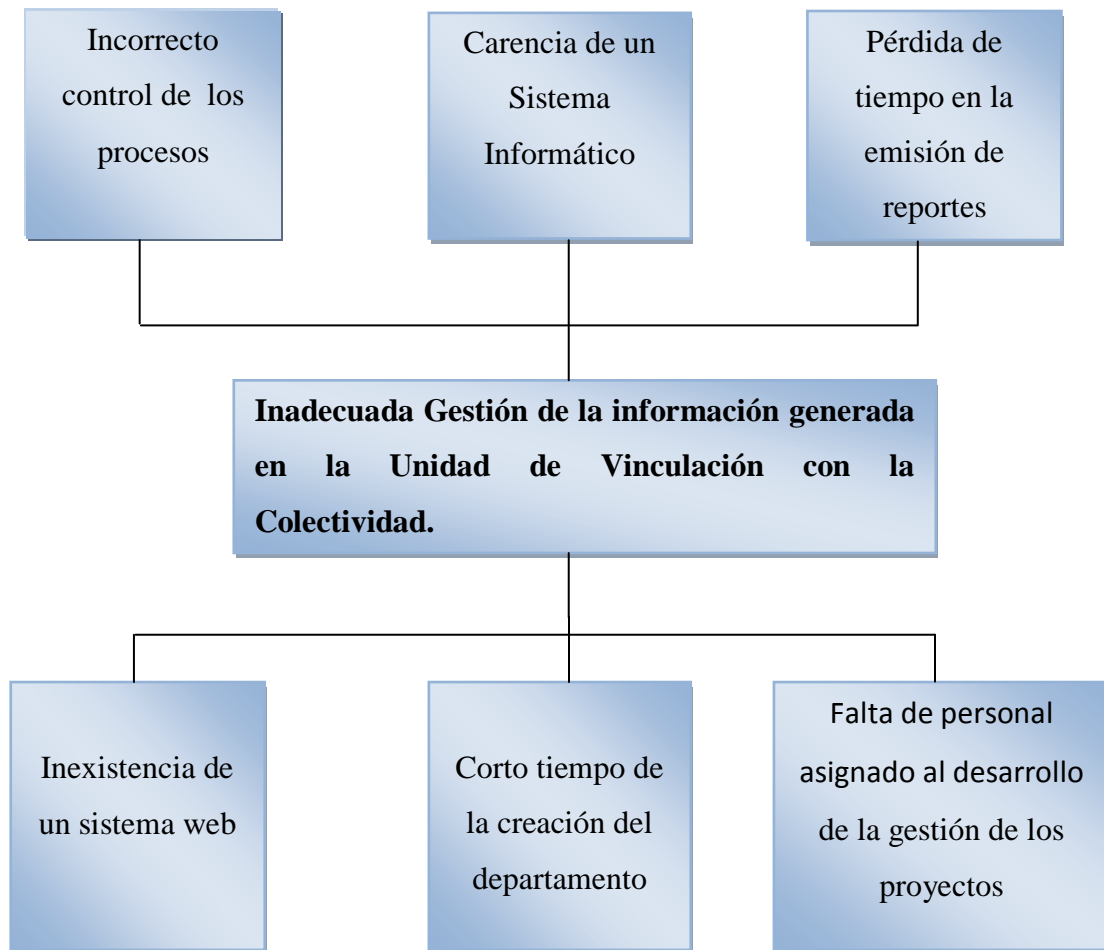 Incorrecto
control de los
procesos
Carencia de un
Sistema
Informático
Pérdida de
tiempo en la
emisión de
reportes
Inadecuada Gestión de la información generada
en la Unidad de Vinculación con la
Colectividad.
Inexistencia de
un sistema web
Corto tiempo de
la creación del
departamento
Falta de personal
asignado al desarrollo
de la gestión de los
proyectos